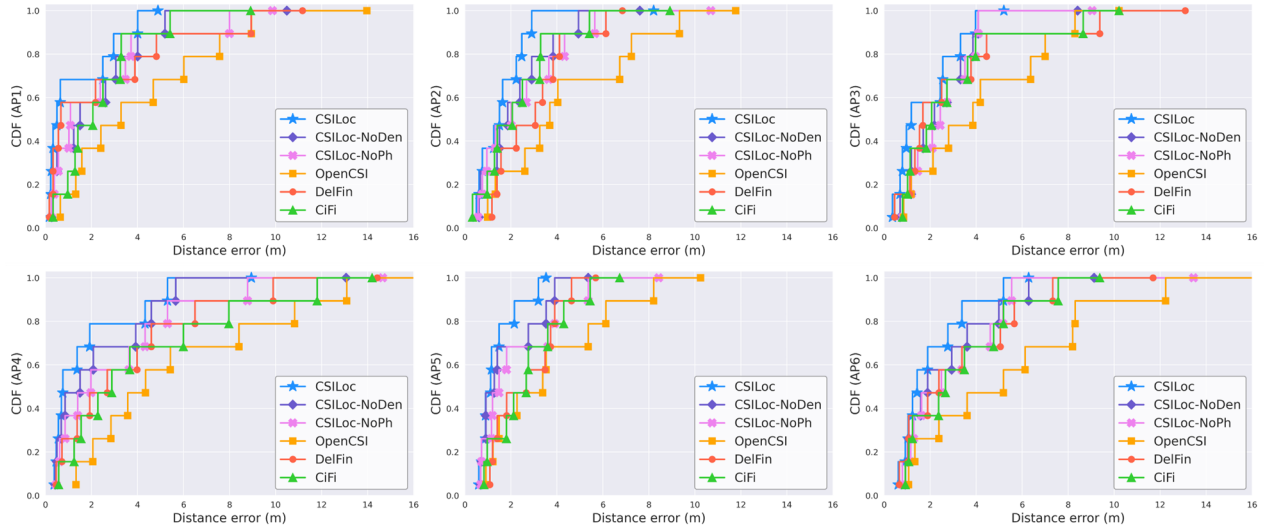 1.0
0.8
0.6
0.4
0.2
0.0
CDF (AP1)
CSILoc
CSILoc-NoDen
CSILoc-NoPh
OpenCSI
DelFin
CiFi
0 2 4 6 8 10 12 14 16
Distance error (m)
1.0
0.8
0.6
0.4
0.2
0.0
CDF (AP2)
CSILoc
CSILoc-NoDen
CSILoc-NoPh
OpenCSI
DelFin
CiFi
0 2 4 6 8 10 12 14 16
Distance error (m)
1.0
0.8
0.6
0.4
0.2
0.0
CDF (AP3)
CSILoc
CSILoc-NoDen
CSILoc-NoPh
OpenCSI
DelFin
CiFi
0 2 4 6 8 10 12 14 16
Distance error (m)
1.0
0.8
0.6
0.4
0.2
0.0
CDF (AP4)
CSILoc
CSILoc-NoDen
CSILoc-NoPh
OpenCSI
DelFin
CiFi
0 2 4 6 8 10 12 14 16
Distance error (m)
1.0
0.8
0.6
0.4
0.2
0.0
CDF (AP5)
CSILoc
CSILoc-NoDen
CSILoc-NoPh
OpenCSI
DelFin
CiFi
0 2 4 6 8 10 12 14 16
Distance error (m)
1.0
0.8
0.6
0.4
0.2
0.0
CDF (AP6)
CSILoc
CSILoc-NoDen
CSILoc-NoPh
OpenCSI
DelFin
CiFi
0 2 4 6 8 10 12 14 16
Distance error (m)